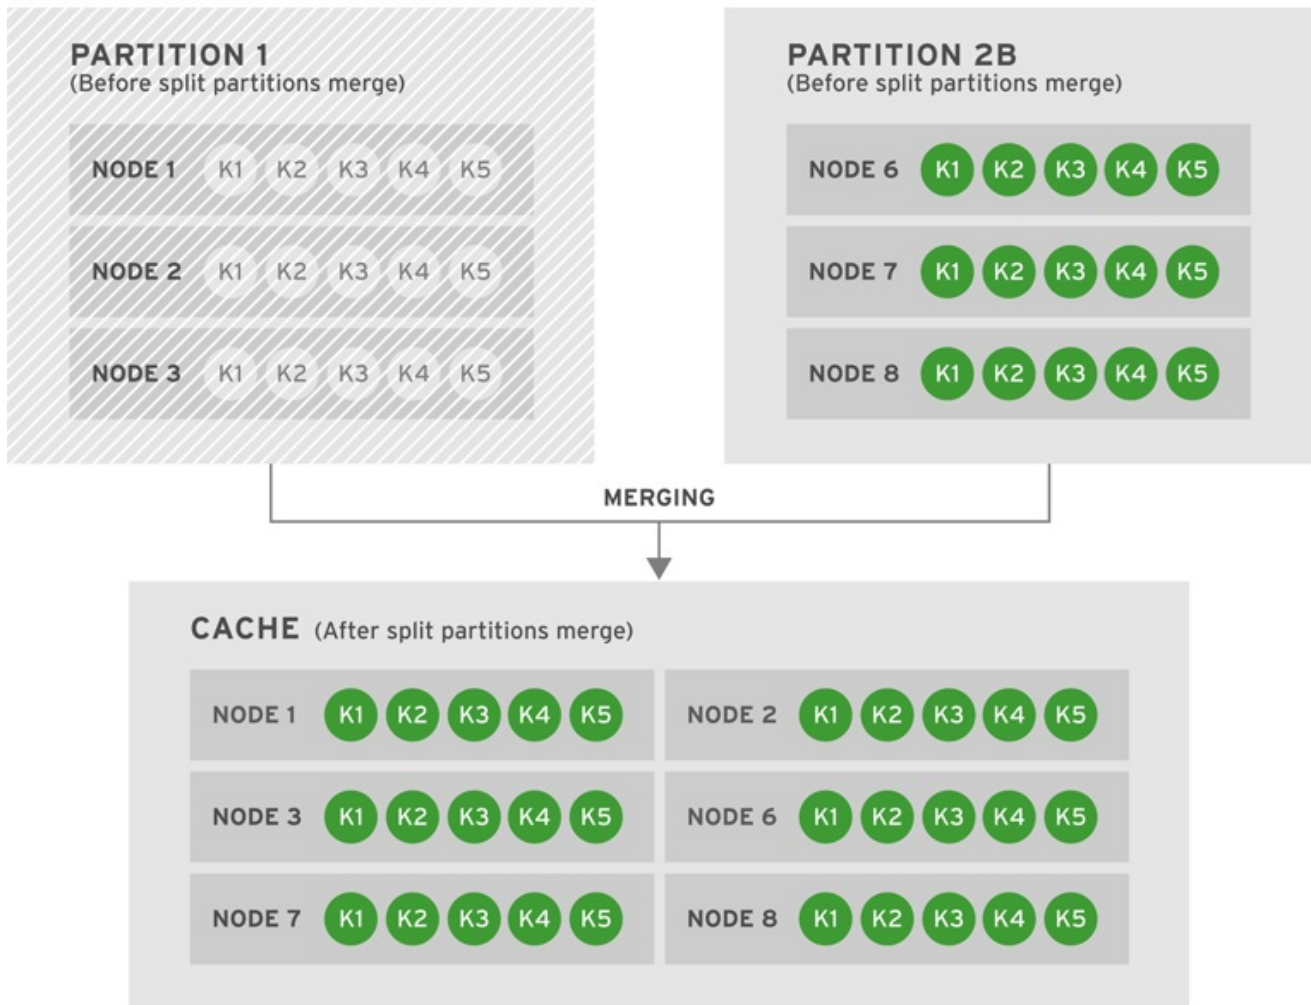 PARTITION 1
(Before split partitions merge)
NODE 1 K1 K2 K3 K4 K5
NODE 2 K1 K2 K3 K4 K5
NODE 3 K1 K2 K3 K4 K5
PARTITION 2B
(Before split partitions merge)
NODE 6 K1 K2 K3 K4 K5
NODE 7 K1 K2 K3 K4 K5
NODE 8 K1 K2 K3 K4 K5
MERGING
CACHE (After split partitions merge)
NODE 1 K1 K2 K3 K4 K5
NODE 2 K1 K2 K3 K4 K5
NODE 3 K1 K2 K3 K4 K5
NODE 6 K1 K2 K3 K4 K5
NODE 7 K1 K2 K3 K4 K5
NODE 8 K1 K2 K3 K4 K5